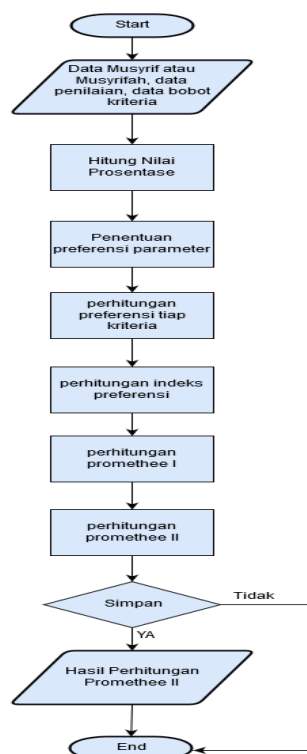 Start
Data Musyrif atau
Musyrifah, data
penilaian, data bobot
kriteria
Hitung Nilai
Prosentase
Penentuan
preferensi parameter
perhitungan
preferensi tiap
kriteria
perhitungan indeks
preferensi
perhitungan
promethee I
perhitungan
promethee II
Simpan
Tidak
YA
Hasil Perhitungan
Promethee II
End